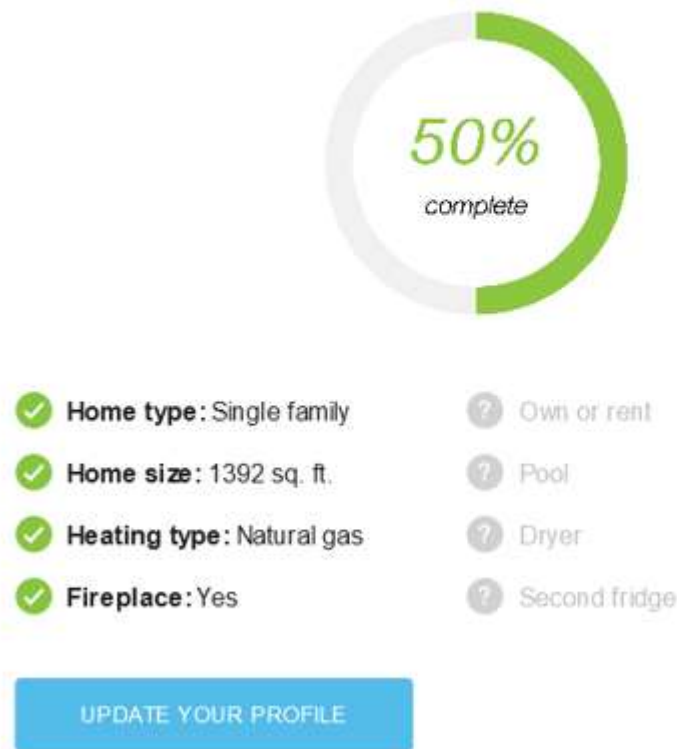 50%
complete
Home type: Single family
Own or rent
Home size: 1392 sq. ft.
Pool
Heating type: Natural gas
Dryer
Fireplace: Yes
Second fridge
UPDATE YOUR PROFILE